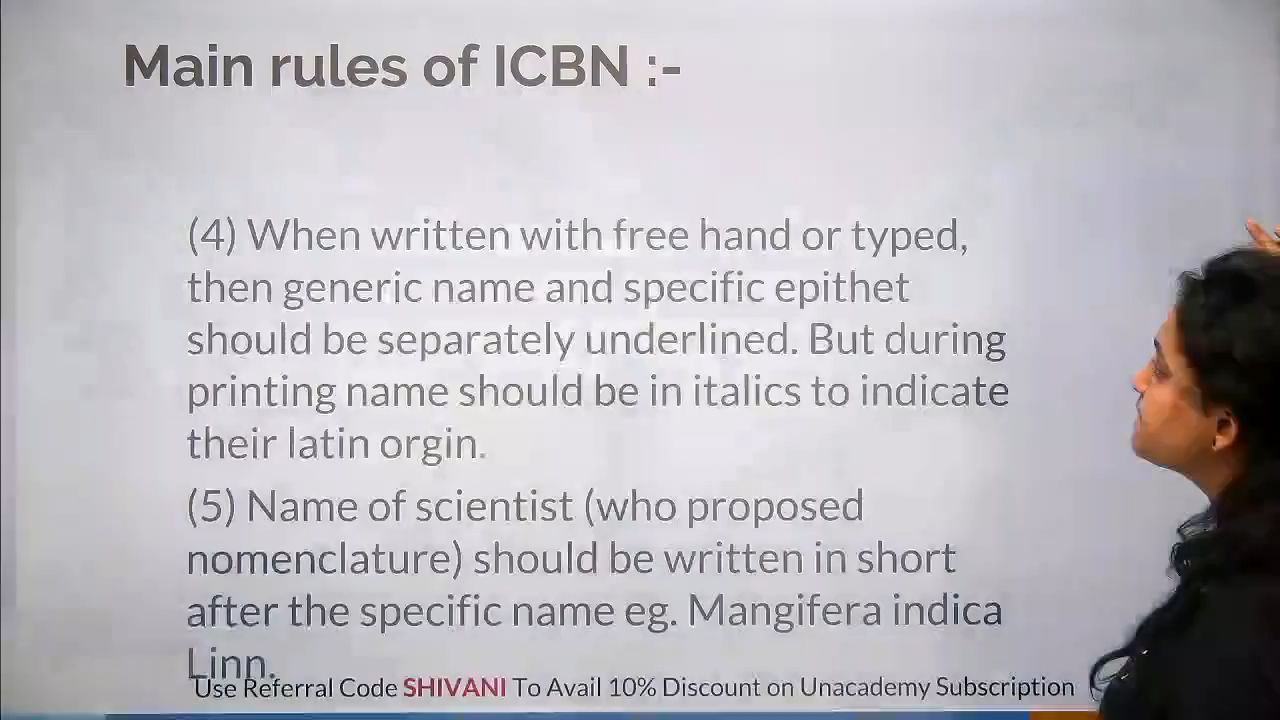 Main rules of ICBN :-
(4) When written with free hand or typed,
then generic name and specific epithet
should be separately underlined. But during
printing name should be in italics to indicate
their latin orgin.
(5) Name of scientist (who proposed
nomenclature) should be written in short
after the specific name eg. Mangifera indica
Linn.
Use Referral Code SHIVANI To Avail 10% Discount on Unacademy Subscription